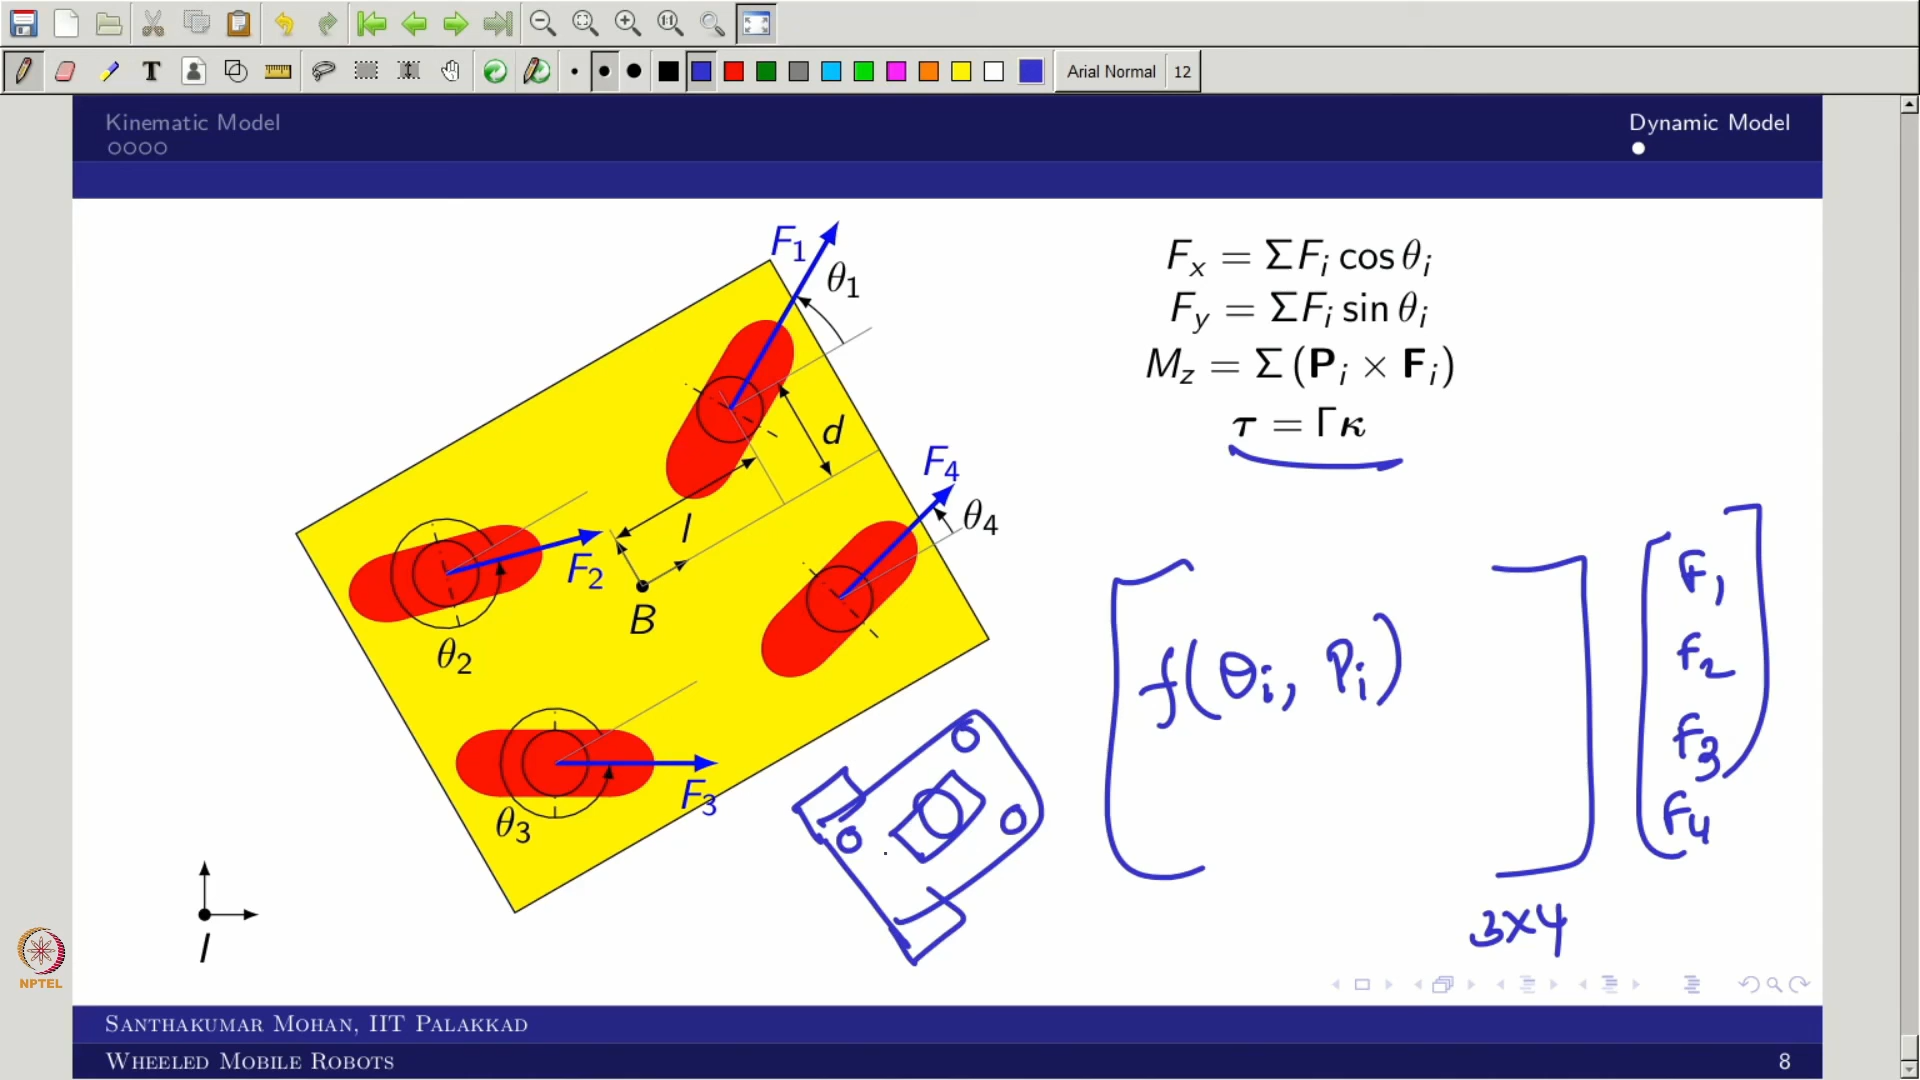 Arial Normal 12
Kinematic Model
Dynamic Model
F₁
θ₁
d
F₄
θ₄
l
F₂
B
θ₂
F₃
θ₃
I
Fₓ = ΣFᵢ cos θᵢ
F_y = ΣFᵢ sin θᵢ
M_z = Σ (Pᵢ × Fᵢ)
τ = Γκ
f(θᵢ, Pᵢ)
3x4
F₁
F₂
F₃
F₄
NPTEL
Santhakumar Mohan, IIT Palakkad
Wheeled Mobile Robots
8